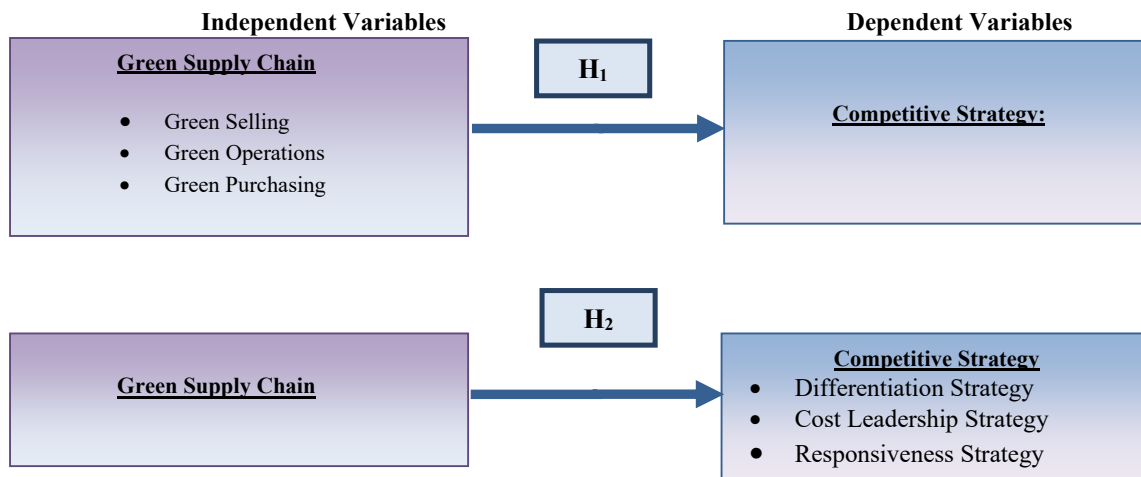 Independent Variables
Dependent Variables
Green Supply Chain
• Green Selling
• Green Operations
• Green Purchasing
H₁
Competitive Strategy:
Green Supply Chain
H₂
Competitive Strategy
• Differentiation Strategy
• Cost Leadership Strategy
• Responsiveness Strategy